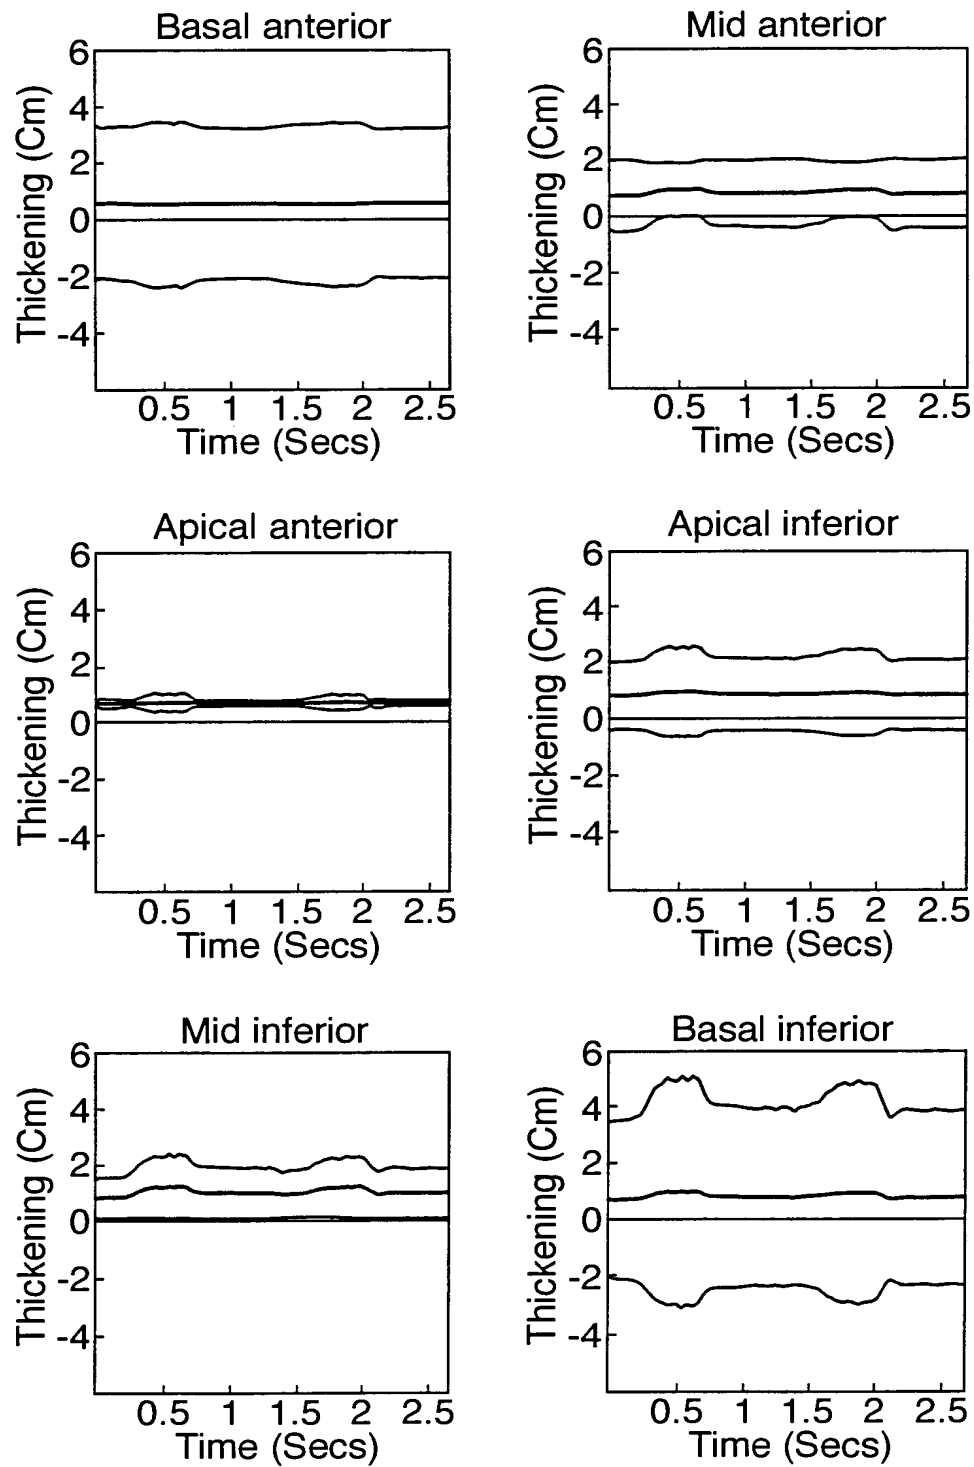 Basal anterior
6
4
2
0
-2
-4
Thickening (Cm)
0.5 1 1.5 2 2.5
Time (Secs)
Mid anterior
6
4
2
0
-2
-4
Thickening (Cm)
0.5 1 1.5 2 2.5
Time (Secs)
Apical anterior
6
4
2
0
-2
-4
Thickening (Cm)
0.5 1 1.5 2 2.5
Time (Secs)
Apical inferior
6
4
2
0
-2
-4
Thickening (Cm)
0.5 1 1.5 2 2.5
Time (Secs)
Mid inferior
6
4
2
0
-2
-4
Thickening (Cm)
0.5 1 1.5 2 2.5
Time (Secs)
Basal inferior
6
4
2
0
-2
-4
Thickening (Cm)
0.5 1 1.5 2 2.5
Time (Secs)